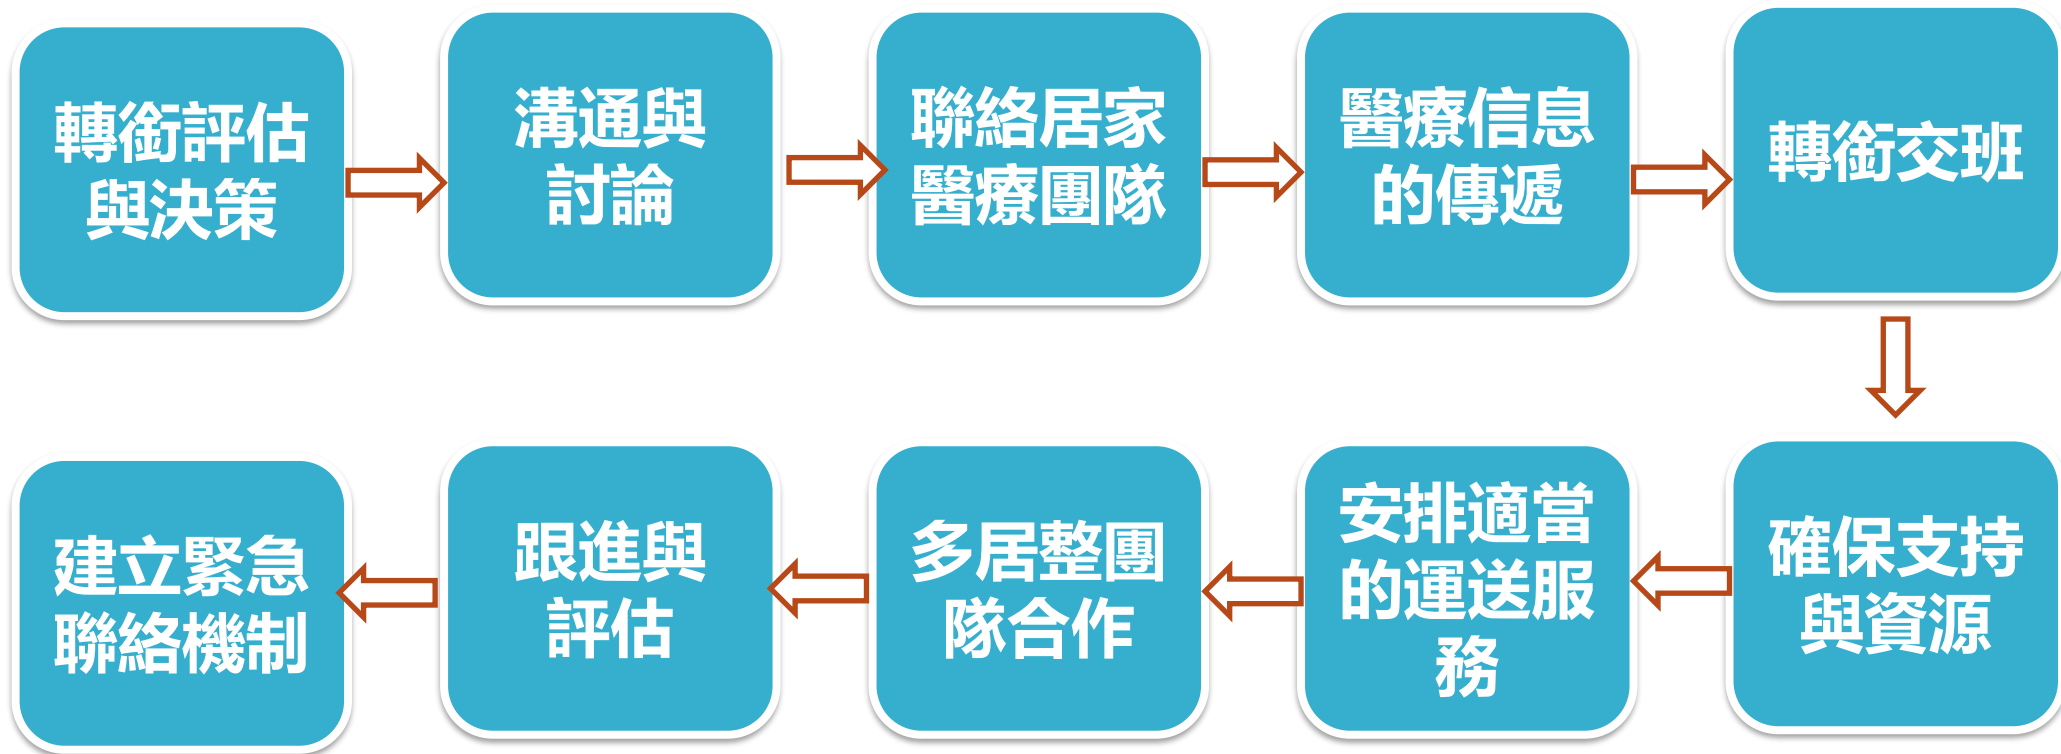 轉銜評估
與決策
溝通與
討論
聯絡居家
醫療團隊
醫療信息
的傳遞
轉銜交班
確保支持
與資源
安排適當
的運送服
務
多居整團
隊合作
跟進與
評估
建立緊急
聯絡機制